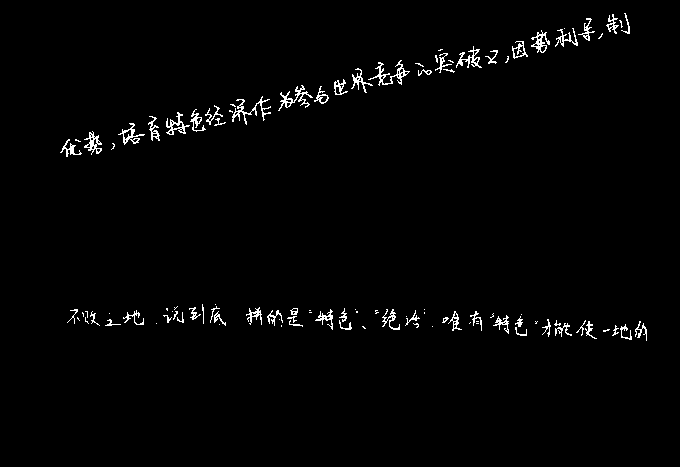 优势,培育特色经济作为参与世界竞争的突破口,因势利导,制
不败之地.说到底 拼的是"特色"、"绝活".唯有"特色"才能使一地的